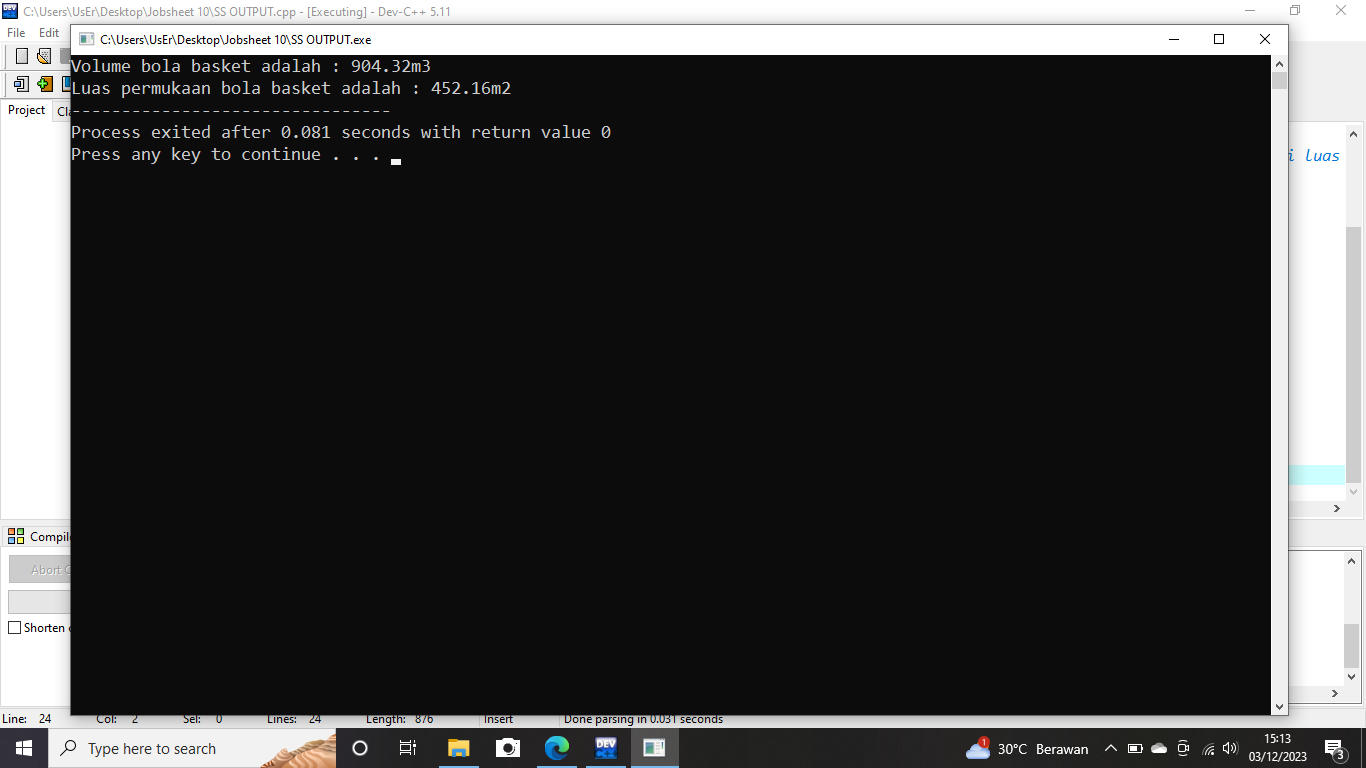 C:\Users\UsEr\Desktop\Jobsheet 10\SS OUTPUT.cpp - [Executing] - Dev-C++ 5.11
File Edit
C:\Users\UsEr\Desktop\Jobsheet 10\SS OUTPUT.exe
Volume bola basket adalah : 904.32m3
Luas permukaan bola basket adalah : 452.16m2
--------------------------------
Process exited after 0.081 seconds with return value 0
Press any key to continue . . .
Project
luas
Abort
Shorten
Line: 24 Col: 2 Sel: 0 Lines: 24 Length: 876 Insert Done parsing in 0.031 seconds
Type here to search
DEV
1
30°C Berawan
15:13
03/12/2023
3